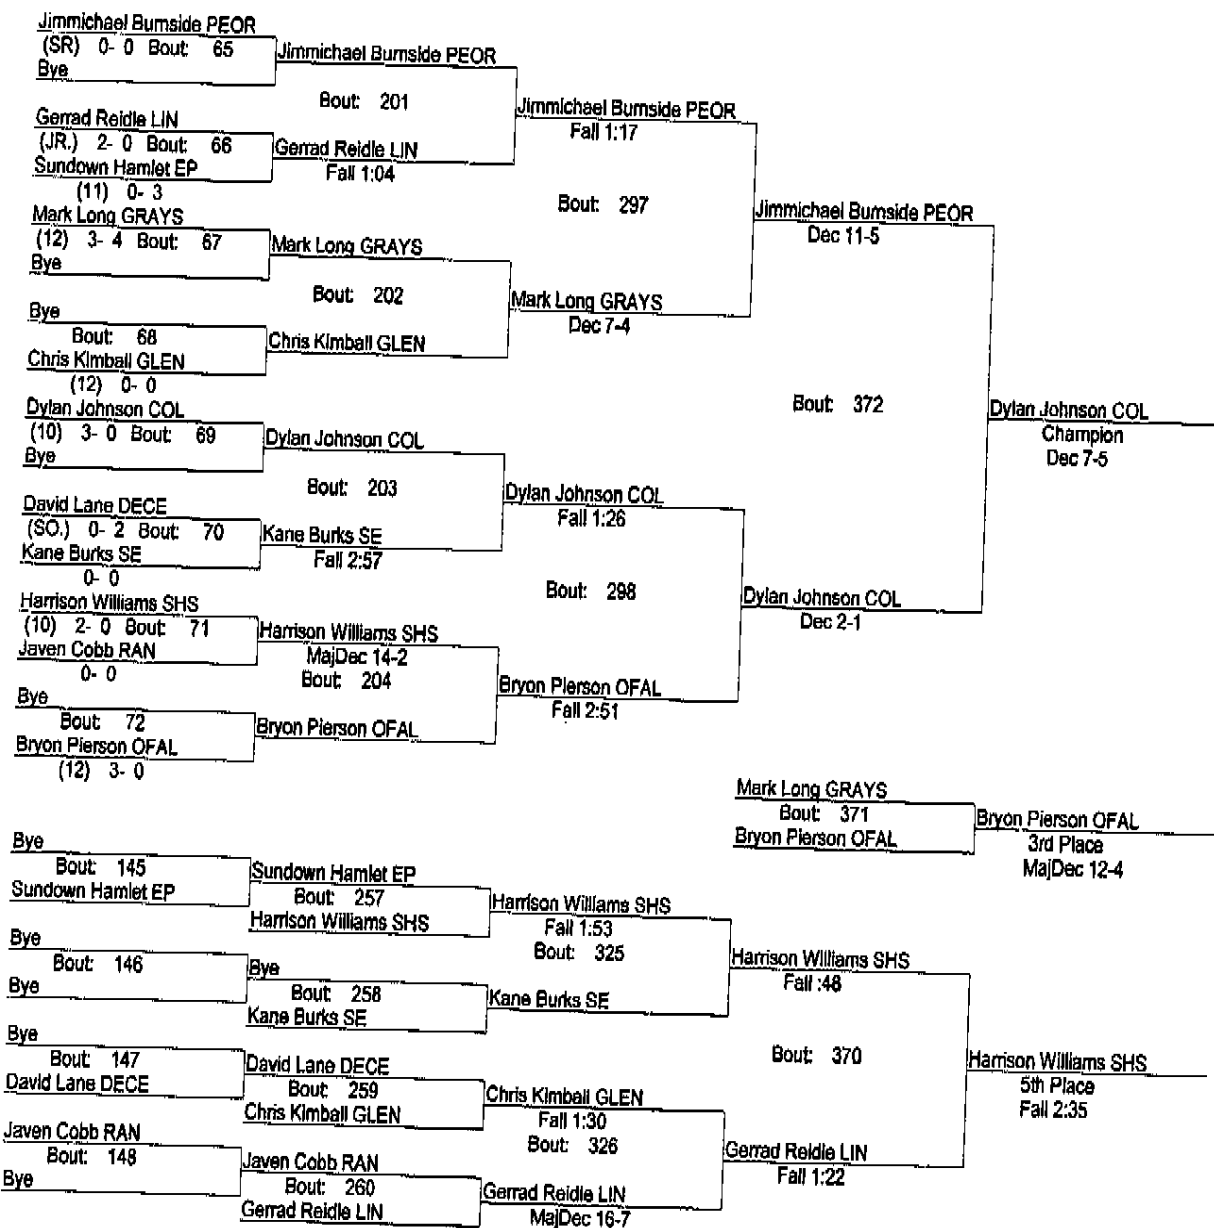 Jimmichael Burnside PEOR
(SR) 0- 0 Bout: 65
Bye
Jimmichael Burnside PEOR
Bout: 201
Gerrad Reidle LIN
(JR.) 2- 0 Bout: 66
Sundown Hamlet EP
(11) 0- 3
Gerrad Reidle LIN
Fall 1:04
Jimmichael Burnside PEOR
Fall 1:17
Bout: 297
Mark Long GRAYS
(12) 3- 4 Bout: 67
Bye
Mark Long GRAYS
Bout: 202
Bye
Bout: 68
Chris Kimball GLEN
(12) 0- 0
Chris Kimball GLEN
Mark Long GRAYS
Dec 7-4
Jimmichael Burnside PEOR
Dec 11-5
Bout: 372
Dylan Johnson COL
Champion
Dec 7-5
Dylan Johnson COL
(10) 3- 0 Bout: 69
Bye
Dylan Johnson COL
Bout: 203
David Lane DECE
(SO.) 0- 2 Bout: 70
Kane Burks SE
0- 0
Kane Burks SE
Fall 2:57
Dylan Johnson COL
Fall 1:26
Bout: 298
Harrison Williams SHS
(10) 2- 0 Bout: 71
Javen Cobb RAN
0- 0
Harrison Williams SHS
MajDec 14-2
Bout: 204
Bye
Bout: 72
Bryon Pierson OFAL
(12) 3- 0
Bryon Pierson OFAL
Bryon Pierson OFAL
Fall 2:51
Dylan Johnson COL
Dec 2-1
Mark Long GRAYS
Bout: 371
Bryon Pierson OFAL
Bryon Pierson OFAL
3rd Place
MajDec 12-4
Bye
Bout: 145
Sundown Hamlet EP
Sundown Hamlet EP
Bout: 257
Harrison Williams SHS
Harrison Williams SHS
Fall 1:53
Bout: 325
Bye
Bout: 146
Bye
Bye
Bout: 258
Kane Burks SE
Kane Burks SE
Harrison Williams SHS
Fall :48
Bout: 370
Harrison Williams SHS
5th Place
Fall 2:35
Bye
Bout: 147
David Lane DECE
David Lane DECE
Bout: 259
Chris Kimball GLEN
Chris Kimball GLEN
Fall 1:30
Bout: 326
Javen Cobb RAN
Bout: 148
Bye
Javen Cobb RAN
Bout: 260
Gerrad Reidle LIN
Gerrad Reidle LIN
MajDec 16-7
Gerrad Reidle LIN
Fall 1:22